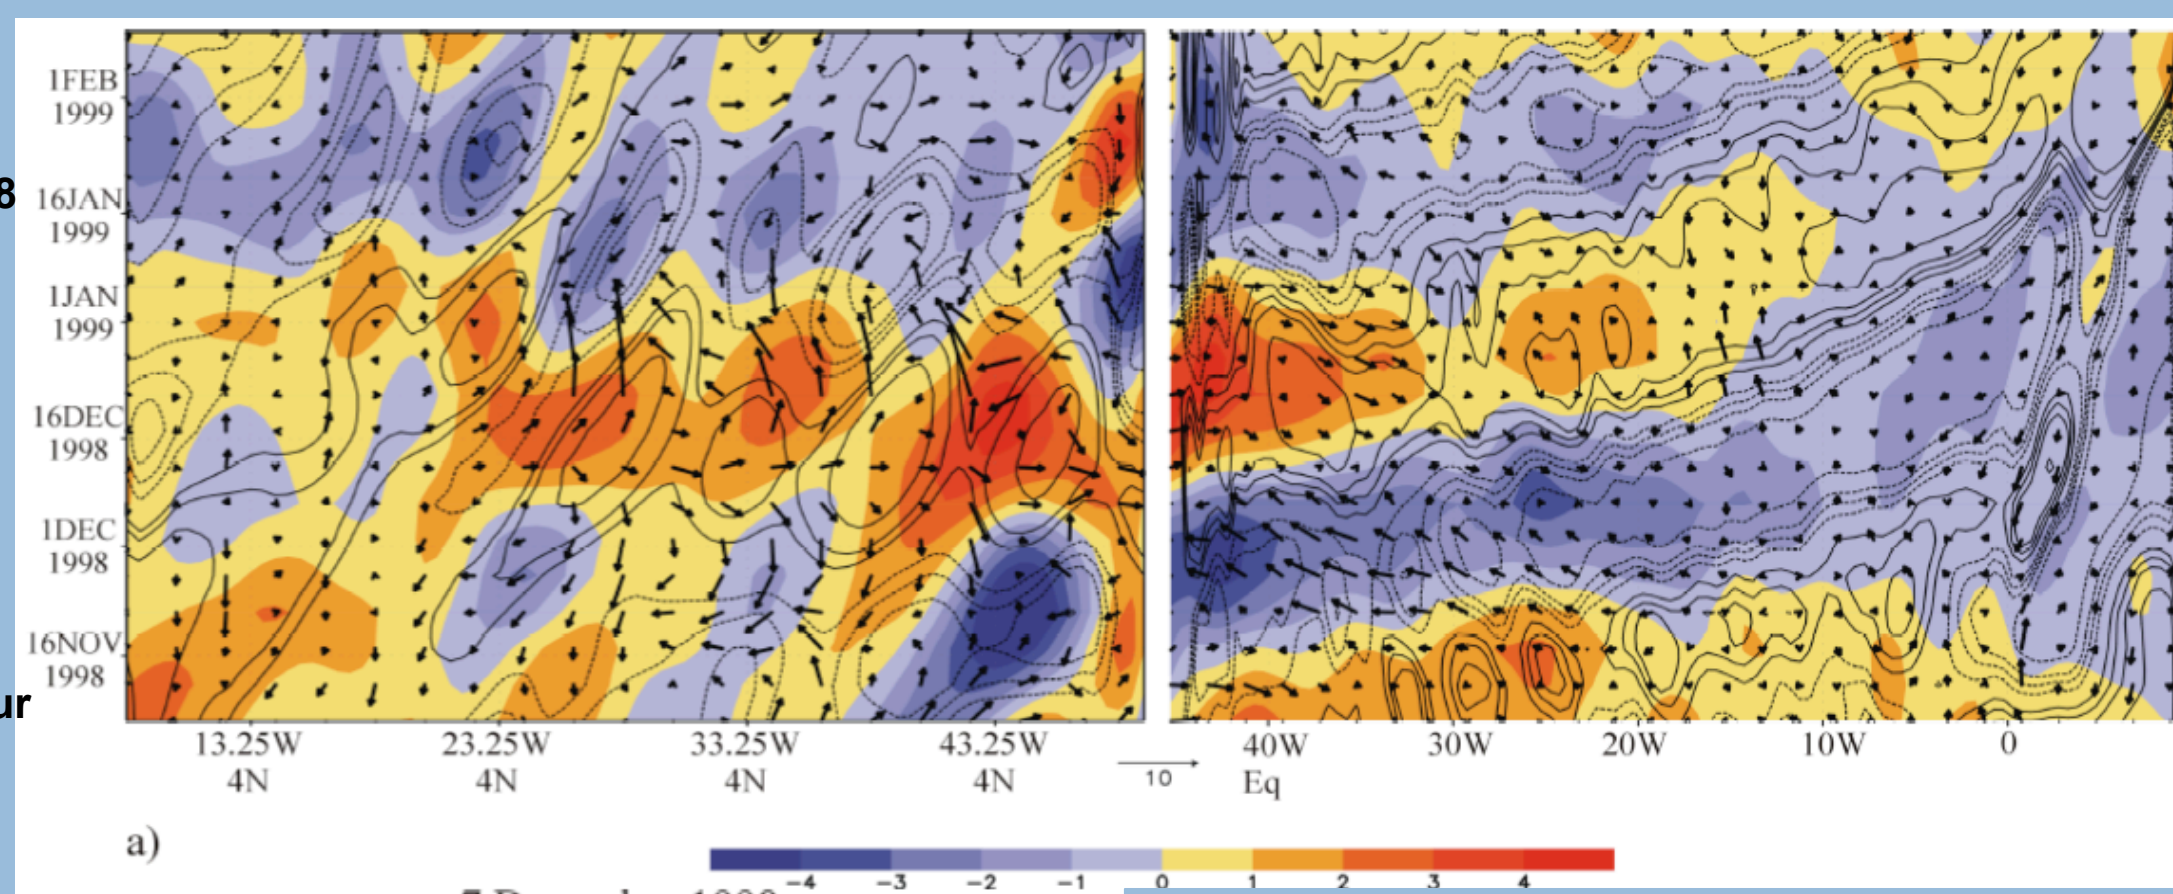 1FEB
1999
8
16JAN
1999
1JAN
1999
16DEC
1998
1DEC
1998
16NOV
1998
ur
13.25W 23.25W 33.25W 43.25W 40W 30W 20W 10W 0
4N 4N 4N 4N 10 Eq
a)
-4 -3 -2 -1 0 1 2 3 4